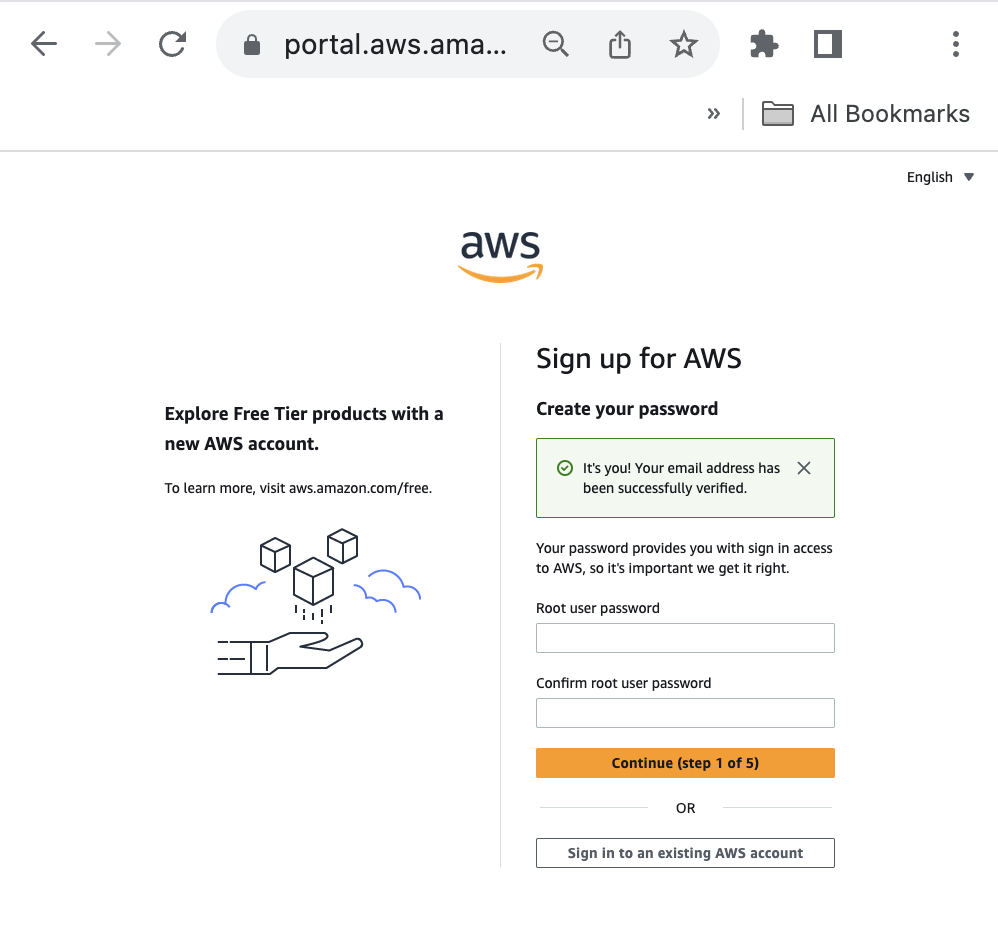 portal.aws.ama...
»
All Bookmarks
English
aws
Explore Free Tier products with a
new AWS account.
To learn more, visit aws.amazon.com/free.
Sign up for AWS
Create your password
It's you! Your email address has
been successfully verified.
Your password provides you with sign in access
to AWS, so it's important we get it right.
Root user password
Confirm root user password
Continue (step 1 of 5)
OR
Sign in to an existing AWS account